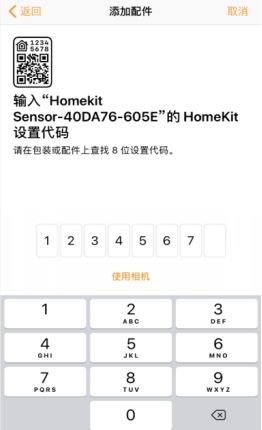 返回
添加配件
取消
1234
5678
输入“Homekit
Sensor-40DA76-605E”的 HomeKit
设置代码
请在包装或配件上查找 8 位设置代码。
1 2 3 4 5 6 7
使用相机
1 2 3
ABC DEF
4 5 6
GHI JKL MNO
7 8 9
PQRS TUV WXYZ
0